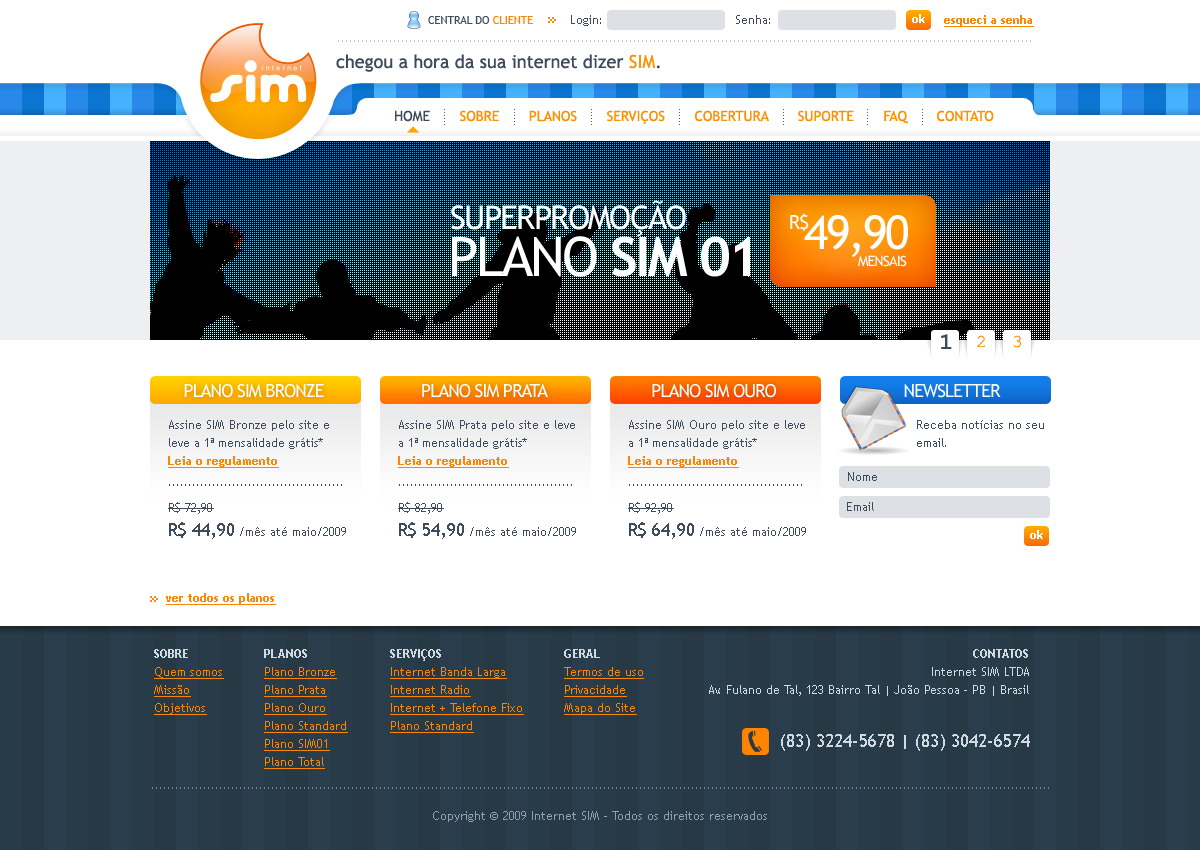 CENTRAL DO CLIENTE Login: Senha: ok esqueci a senha
internet
sim
chegou a hora da sua internet dizer SIM.
HOME SOBRE PLANOS SERVIÇOS COBERTURA SUPORTE FAQ CONTATO
SUPERPROMOÇÃO
PLANO SIM 01
R$ 49,90
MENSAIS
1 2 3
PLANO SIM BRONZE
Assine SIM Bronze pelo site e
leve a 1ª mensalidade grátis*
Leia o regulamento
R$ 72,90
R$ 44,90 /mês até maio/2009
PLANO SIM PRATA
Assine SIM Prata pelo site e
leve a 1ª mensalidade grátis*
Leia o regulamento
R$ 82,90
R$ 54,90 /mês até maio/2009
PLANO SIM OURO
Assine SIM Ouro pelo site e
leve a 1ª mensalidade grátis*
Leia o regulamento
R$ 92,90
R$ 64,90 /mês até maio/2009
NEWSLETTER
Receba notícias no seu
email.
Nome
Email
ok
ver todos os planos
SOBRE
Quem somos
Missão
Objetivos
PLANOS
Plano Bronze
Plano Prata
Plano Ouro
Plano Standard
Plano SIM01
Plano Total
SERVIÇOS
Internet Banda Larga
Internet Radio
Internet + Telefone Fixo
Plano Standard
GERAL
Termos de uso
Privacidade
Mapa do Site
CONTATOS
Internet SIM LTDA
Av. Fulano de Tal, 123 Bairro Tal | João Pessoa - PB | Brasil
(83) 3224-5678 | (83) 3042-6574
Copyright © 2009 Internet SIM - Todos os direitos reservados